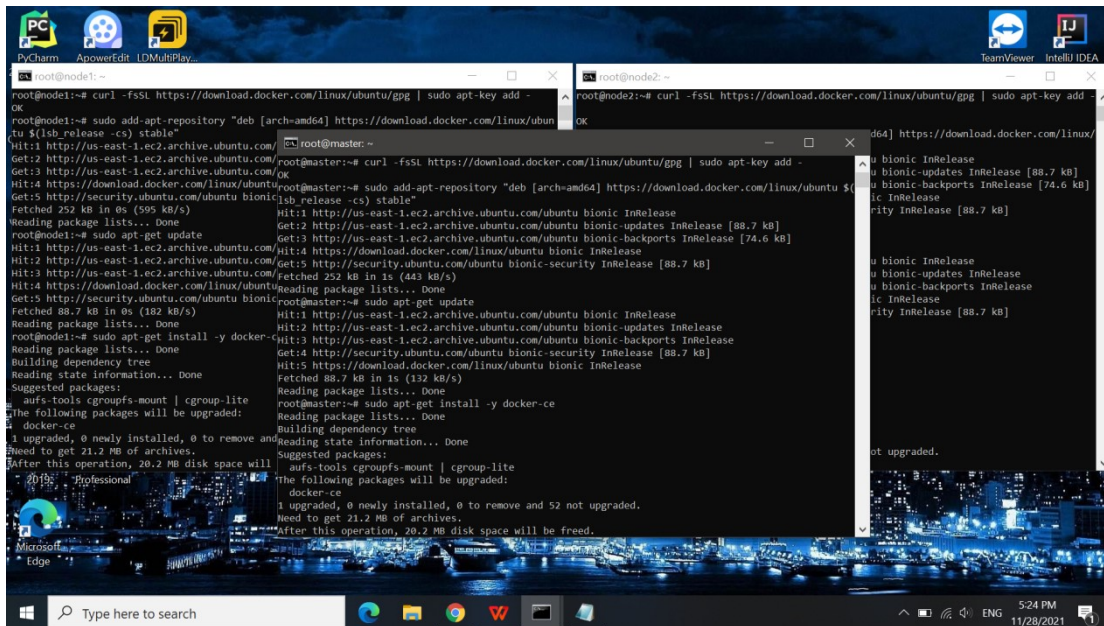 PyCharm
ApowerEdit
LDMultiPlay...
TeamViewer
IntelliJ IDEA
root@node1: ~
root@node1:~# curl -fsSL https://download.docker.com/linux/ubuntu/gpg | sudo apt-key add -
OK
root@node1:~# sudo add-apt-repository "deb [arch=amd64] https://download.docker.com/linux/ubun
tu $(lsb_release -cs) stable"
Hit:1 http://us-east-1.ec2.archive.ubuntu.com/
Get:2 http://us-east-1.ec2.archive.ubuntu.com/
Get:3 http://us-east-1.ec2.archive.ubuntu.com/
Hit:4 https://download.docker.com/linux/ubuntu
Get:5 http://security.ubuntu.com/ubuntu bionic
Fetched 252 kB in 0s (595 kB/s)
Reading package lists... Done
root@node1:~# sudo apt-get update
Hit:1 http://us-east-1.ec2.archive.ubuntu.com/
Hit:2 http://us-east-1.ec2.archive.ubuntu.com/
Hit:3 http://us-east-1.ec2.archive.ubuntu.com/
Hit:4 https://download.docker.com/linux/ubuntu
Get:5 http://security.ubuntu.com/ubuntu bionic
Fetched 88.7 kB in 0s (182 kB/s)
Reading package lists... Done
root@node1:~# sudo apt-get install -y docker-c
Reading package lists... Done
Building dependency tree
Reading state information... Done
Suggested packages:
aufs-tools cgroupfs-mount | cgroup-lite
The following packages will be upgraded:
docker-ce
1 upgraded, 0 newly installed, 0 to remove and
Need to get 21.2 MB of archives.
After this operation, 20.2 MB disk space will
root@master: ~
root@master:~# curl -fsSL https://download.docker.com/linux/ubuntu/gpg | sudo apt-key add -
OK
root@master:~# sudo add-apt-repository "deb [arch=amd64] https://download.docker.com/linux/ubuntu $(
lsb_release -cs) stable"
Hit:1 http://us-east-1.ec2.archive.ubuntu.com/ubuntu bionic InRelease
Get:2 http://us-east-1.ec2.archive.ubuntu.com/ubuntu bionic-updates InRelease [88.7 kB]
Get:3 http://us-east-1.ec2.archive.ubuntu.com/ubuntu bionic-backports InRelease [74.6 kB]
Hit:4 https://download.docker.com/linux/ubuntu bionic InRelease
Get:5 http://security.ubuntu.com/ubuntu bionic-security InRelease [88.7 kB]
Fetched 252 kB in 1s (443 kB/s)
Reading package lists... Done
root@master:~# sudo apt-get update
Hit:1 http://us-east-1.ec2.archive.ubuntu.com/ubuntu bionic InRelease
Hit:2 http://us-east-1.ec2.archive.ubuntu.com/ubuntu bionic-updates InRelease
Hit:3 http://us-east-1.ec2.archive.ubuntu.com/ubuntu bionic-backports InRelease
Get:4 http://security.ubuntu.com/ubuntu bionic-security InRelease [88.7 kB]
Hit:5 https://download.docker.com/linux/ubuntu bionic InRelease
Fetched 88.7 kB in 1s (132 kB/s)
Reading package lists... Done
root@master:~# sudo apt-get install -y docker-ce
Reading package lists... Done
Building dependency tree
Reading state information... Done
Suggested packages:
aufs-tools cgroupfs-mount | cgroup-lite
The following packages will be upgraded:
docker-ce
1 upgraded, 0 newly installed, 0 to remove and 52 not upgraded.
Need to get 21.2 MB of archives.
After this operation, 20.2 MB disk space will be freed.
root@node2: ~
root@node2:~# curl -fsSL https://download.docker.com/linux/ubuntu/gpg | sudo apt-key add -
OK
d64] https://download.docker.com/linux/
u bionic InRelease
u bionic-updates InRelease [88.7 kB]
u bionic-backports InRelease [74.6 kB]
ic InRelease
rity InRelease [88.7 kB]
u bionic InRelease
u bionic-updates InRelease
u bionic-backports InRelease
ic InRelease
rity InRelease [88.7 kB]
ot upgraded.
2019
Professional
Microsoft
Edge
Type here to search
ENG
5:24 PM
11/28/2021